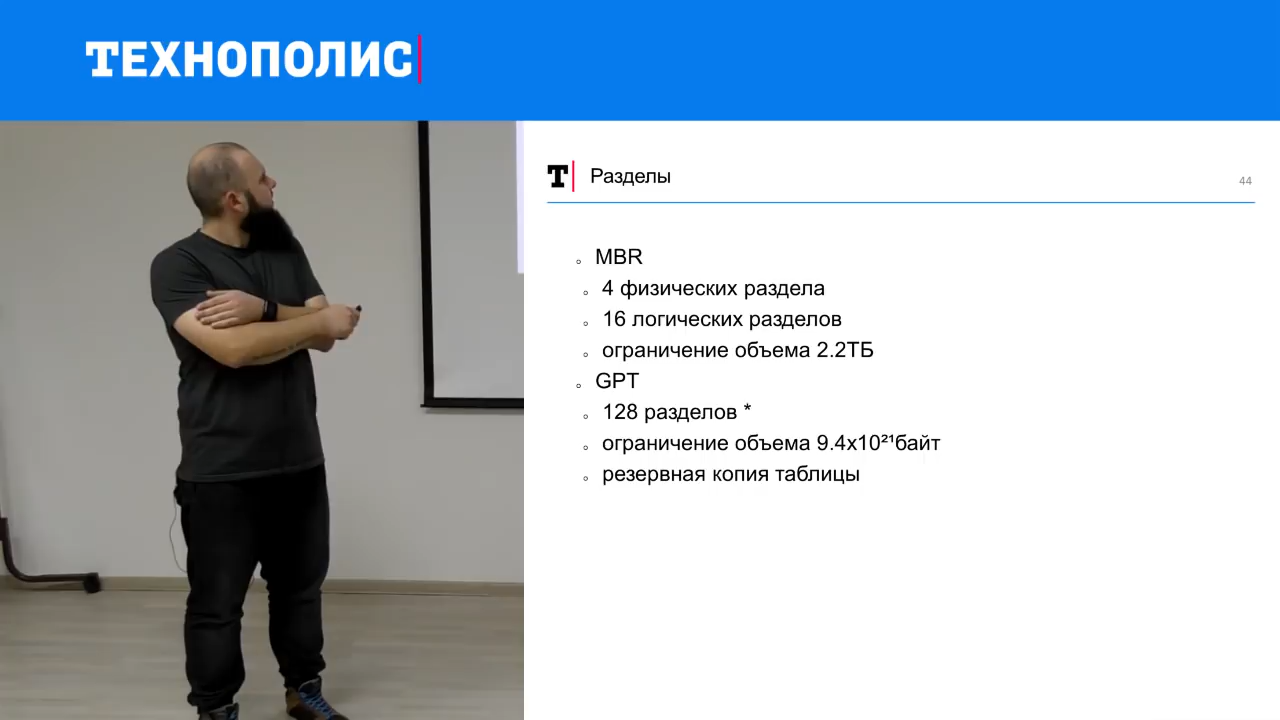 ТЕХНОПОЛИС
Т Разделы
44
MBR
4 физических раздела
16 логических разделов
ограничение объема 2.2ТБ
GPT
128 разделов *
ограничение объема 9.4x10²¹байт
резервная копия таблицы